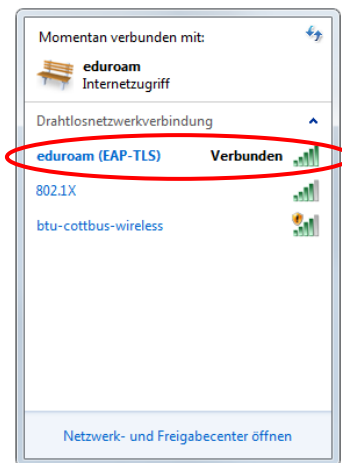 Momentan verbunden mit:
eduroam
Internetzugriff
Drahtlosnetzwerkverbindung
eduroam (EAP-TLS) Verbunden
802.1X
btu-cottbus-wireless
Netzwerk- und Freigabecenter öffnen